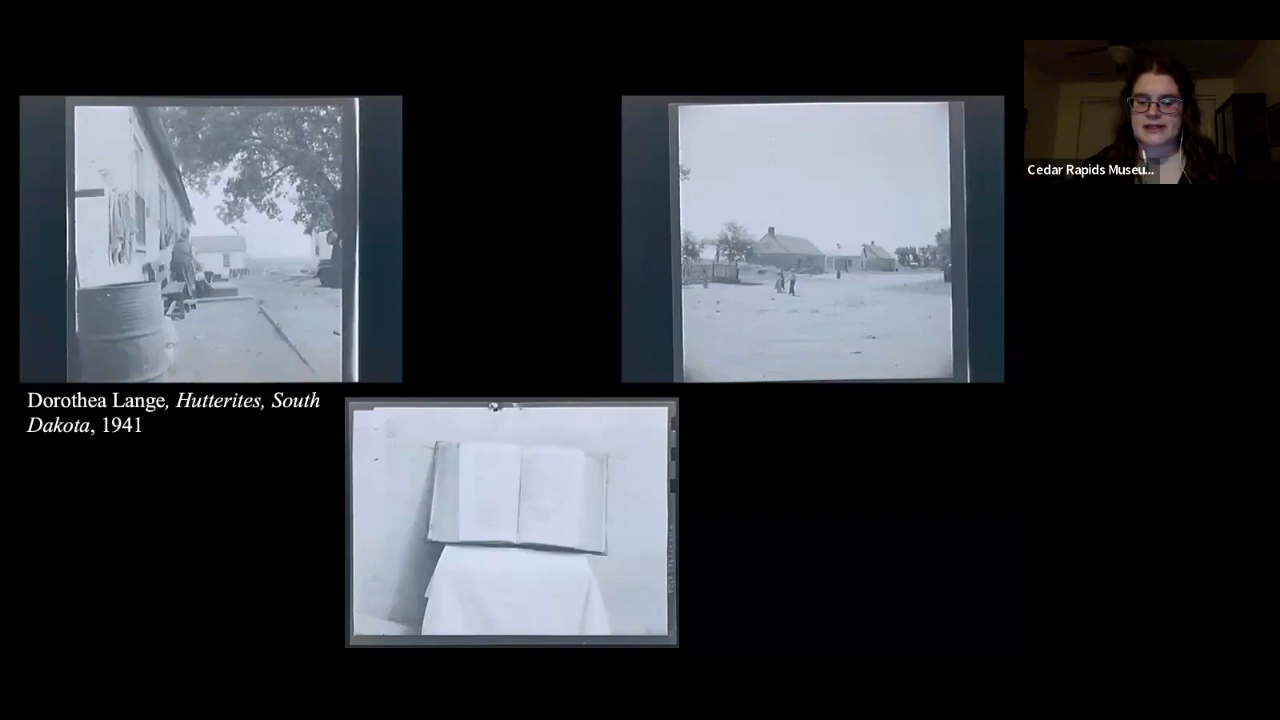 Cedar Rapids Museu...
Dorothea Lange, Hutterites, South
Dakota, 1941